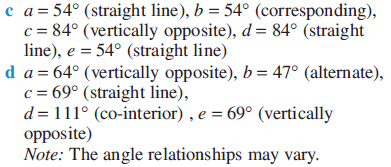 c a = 54° (straight line), b = 54° (corresponding),
c = 84° (vertically opposite), d = 84° (straight
line), e = 54° (straight line)
d a = 64° (vertically opposite), b = 47° (alternate),
c = 69° (straight line),
d = 111° (co-interior) , e = 69° (vertically
opposite)
Note: The angle relationships may vary.